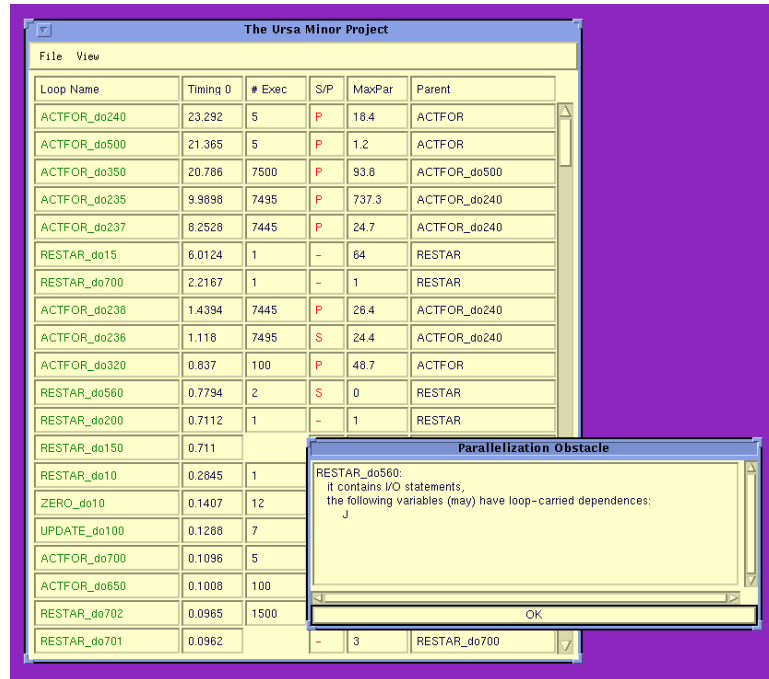 The Ursa Minor Project
File View
Loop Name Timing 0 # Exec S/P MaxPar Parent
ACTFOR_do240 23.292 5 P 18.4 ACTFOR
ACTFOR_do500 21.365 5 P 1.2 ACTFOR
ACTFOR_do350 20.786 7500 P 93.8 ACTFOR_do500
ACTFOR_do235 9.9898 7495 P 737.3 ACTFOR_do240
ACTFOR_do237 8.2528 7445 P 24.7 ACTFOR_do240
RESTAR_do15 6.0124 1 - 64 RESTAR
RESTAR_do700 2.2167 1 - 1 RESTAR
ACTFOR_do238 1.4394 7445 P 26.4 ACTFOR_do240
ACTFOR_do236 1.118 7495 S 24.4 ACTFOR_do240
ACTFOR_do320 0.837 100 P 48.7 ACTFOR
RESTAR_do560 0.7794 2 S 0 RESTAR
RESTAR_do200 0.7112 1 - 1 RESTAR
RESTAR_do150 0.711
RESTAR_do10 0.2845 1
ZERO_do10 0.1407 12
UPDATE_do100 0.1288 7
ACTFOR_do700 0.1096 5
ACTFOR_do650 0.1008 100
RESTAR_do702 0.0965 1500
RESTAR_do701 0.0962 - 3 RESTAR_do700
Parallelization Obstacle
RESTAR_do560:
it contains I/O statements,
the following variables (may) have loop-carried dependences:
J
OK